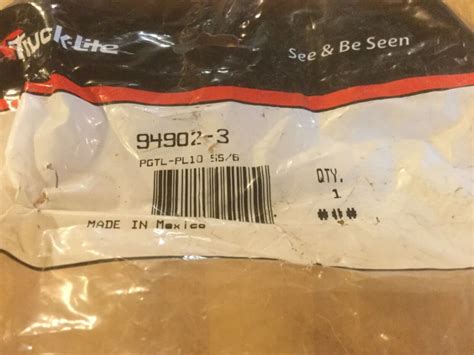 Truck-Lite
See & Be Seen
94902-3
PGTL-PL10 SS/6
QTY.
1
###
MADE IN Mexico